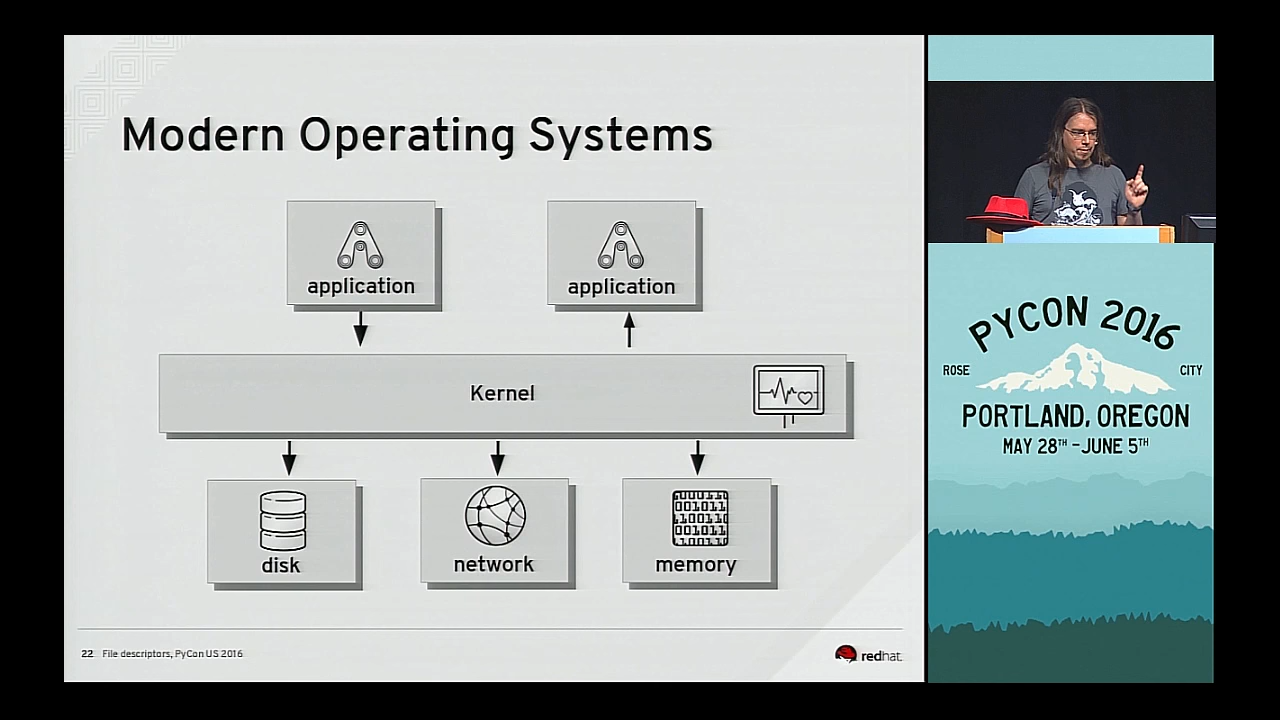 Modern Operating Systems
application
application
Kernel
disk
network
memory
22 File descriptors, PyCon US 2016
redhat.
PYCON 2016
ROSE
CITY
PORTLAND, OREGON
MAY 28TH - JUNE 5TH